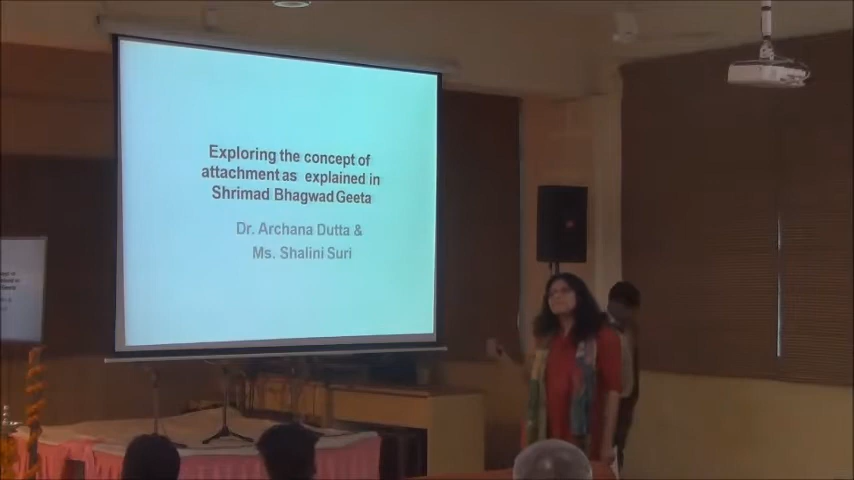 Exploring the concept of
attachment as explained in
Shrimad Bhagwad Geeta
Dr. Archana Dutta &
Ms. Shalini Suri